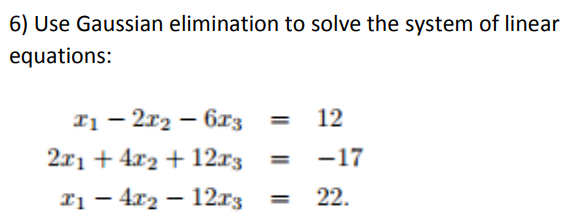 6) Use Gaussian elimination to solve the system of linear
equations:
x₁ − 2x₂ − 6x₃ = 12
2x₁ + 4x₂ + 12x₃ = −17
x₁ − 4x₂ − 12x₃ = 22.